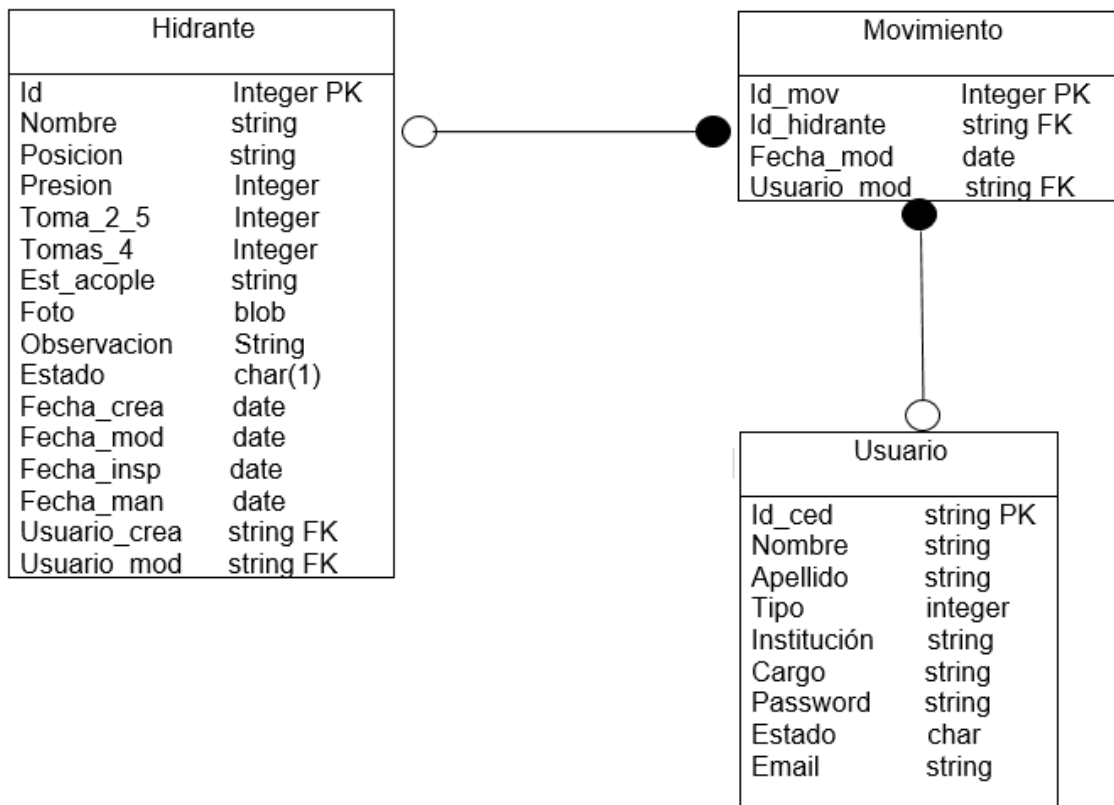 Hidrante
Id Integer PK
Nombre string
Posicion string
Presion Integer
Toma_2_5 Integer
Tomas_4 Integer
Est_acople string
Foto blob
Observacion String
Estado char(1)
Fecha_crea date
Fecha_mod date
Fecha_insp date
Fecha_man date
Usuario_crea string FK
Usuario_mod string FK
Movimiento
Id_mov Integer PK
Id_hidrante string FK
Fecha_mod date
Usuario_mod string FK
Usuario
Id_ced string PK
Nombre string
Apellido string
Tipo integer
Institución string
Cargo string
Password string
Estado char
Email string